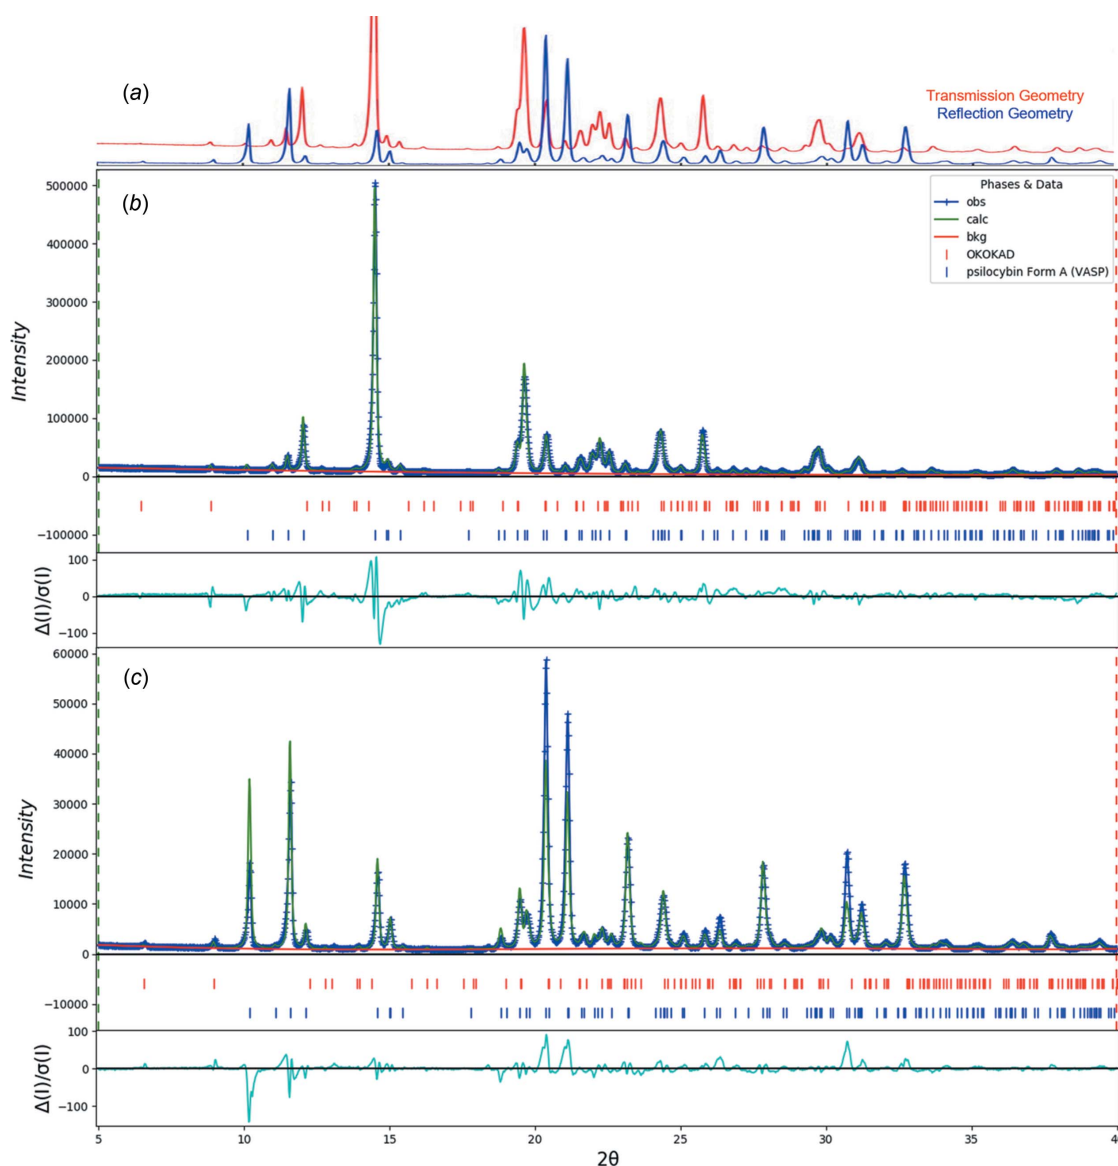 (a)
Transmission Geometry
Reflection Geometry
(b)
Phases & Data
obs
calc
bkg
OKOKAD
psilocybin Form A (VASP)
500000
400000
300000
200000
100000
0
−100000
Intensity
100
0
−100
Δ(I)/σ(I)
(c)
60000
50000
40000
30000
20000
10000
0
−10000
Intensity
100
0
−100
Δ(I)/σ(I)
5 10 15 20 25 30 35 4
2θ